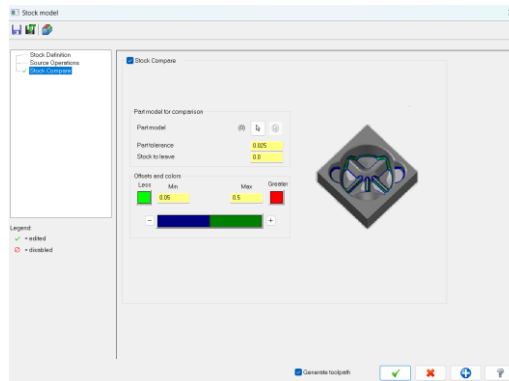 Stock model
Stock Definition
Source Operations
Stock Compare
Stock Compare
Part model for comparison
Part model (0)
Part tolerance 0.025
Stock to leave 0.0
Offsets and colors
Less Min Max Greater
0.05 0.5
− +
Legend:
✓ = edited
⊘ = disabled
Generate toolpath
?